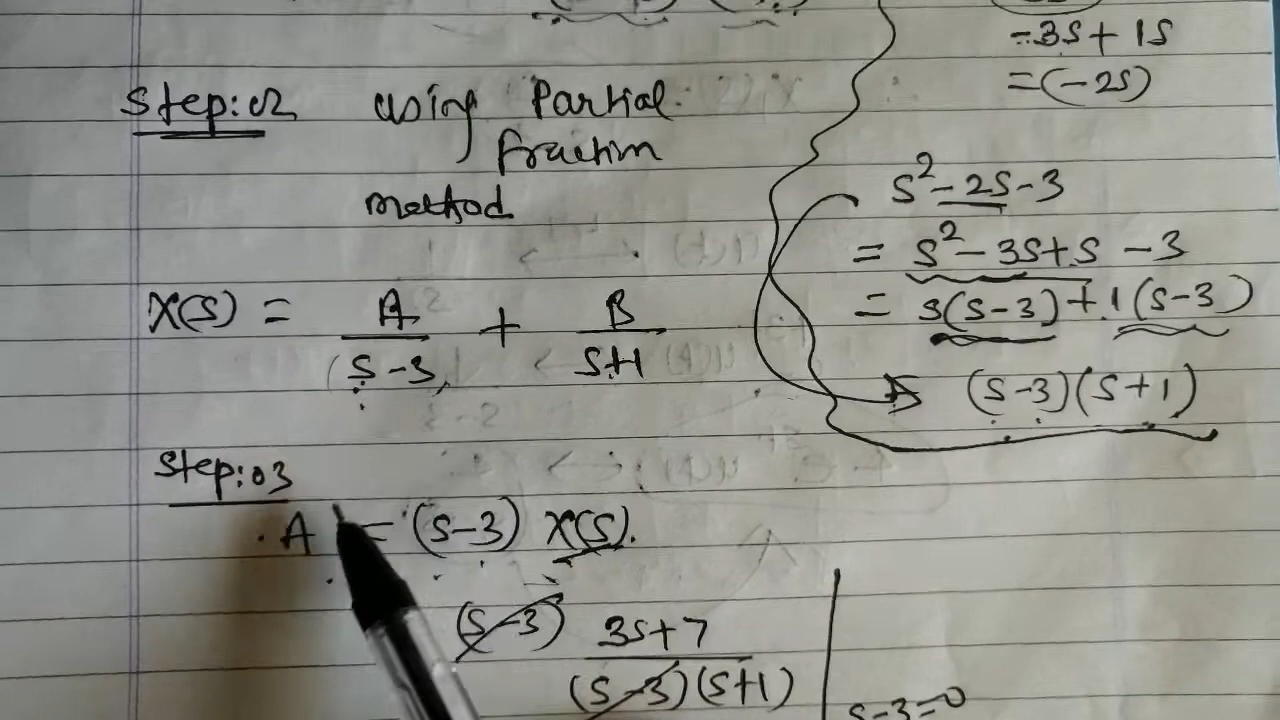 Step:02 using Partial
fraction
method
X(S) = A/(S-3) + B/S+1
= -3S + 1S
= (-2S)
S² - 2S - 3
= S² - 3S + S - 3
= S(S-3) + 1(S-3)
(S-3)(S+1)
Step:03
A = (S-3) X(S).
(S-3) 3S+7/(S-3)(S+1)
S-3=0